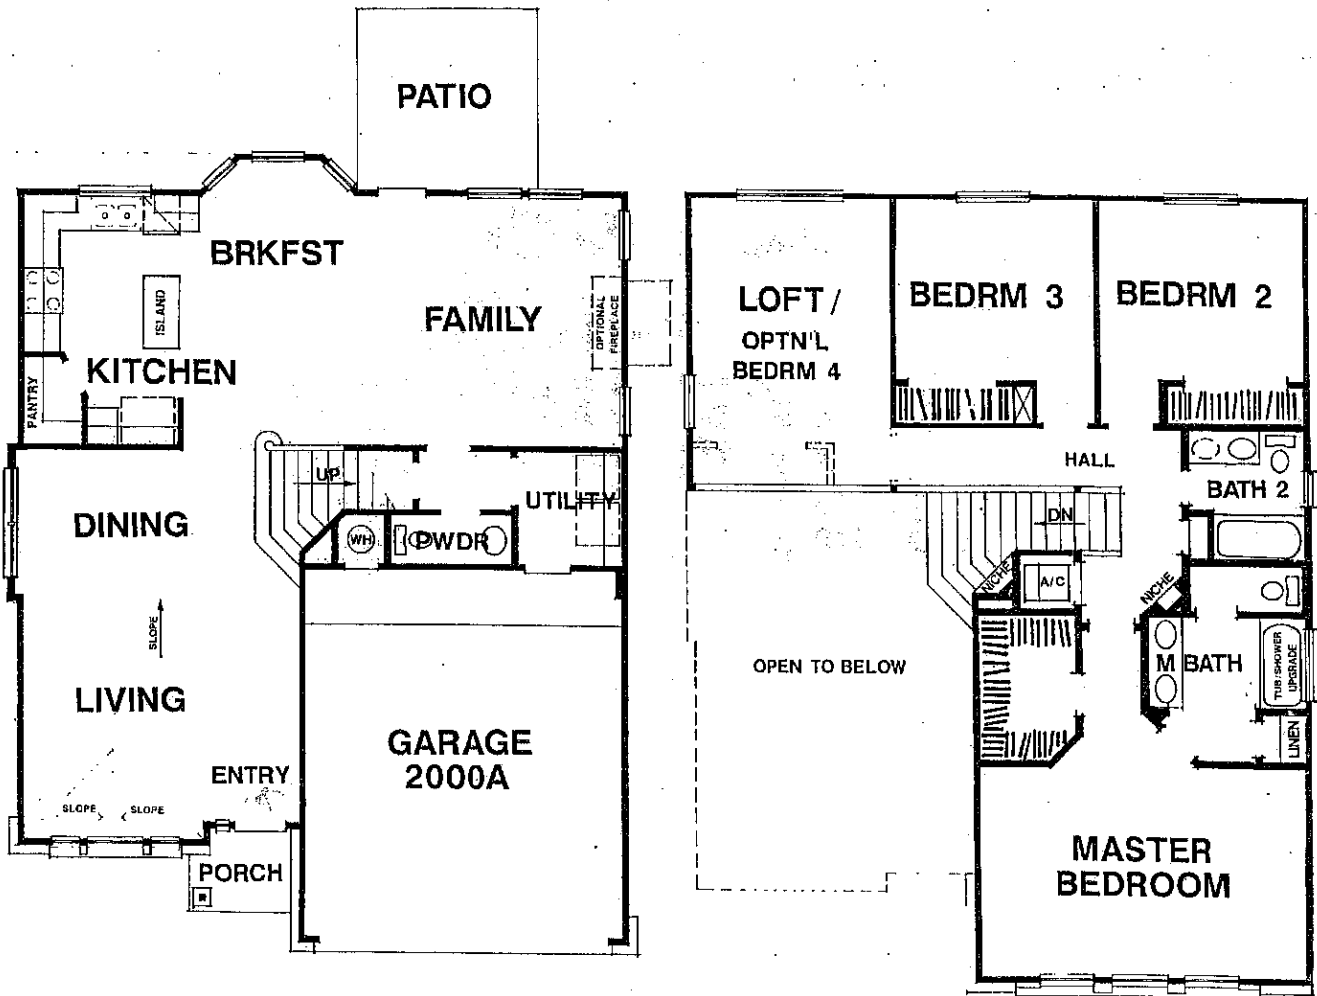 PATIO
BRKFST
FAMILY
OPTIONAL
FIREPLACE
ISLAND
KITCHEN
PANTRY
UP
UTILITY
DINING
WH
PWDR
SLOPE
LIVING
GARAGE
2000A
ENTRY
SLOPE
SLOPE
PORCH
LOFT /
OPTN'L
BEDRM 4
BEDRM 3
BEDRM 2
HALL
BATH 2
DN
NICHE
A/C
NICHE
OPEN TO BELOW
M BATH
TUB/SHOWER
UPGRADE
LINEN
MASTER
BEDROOM